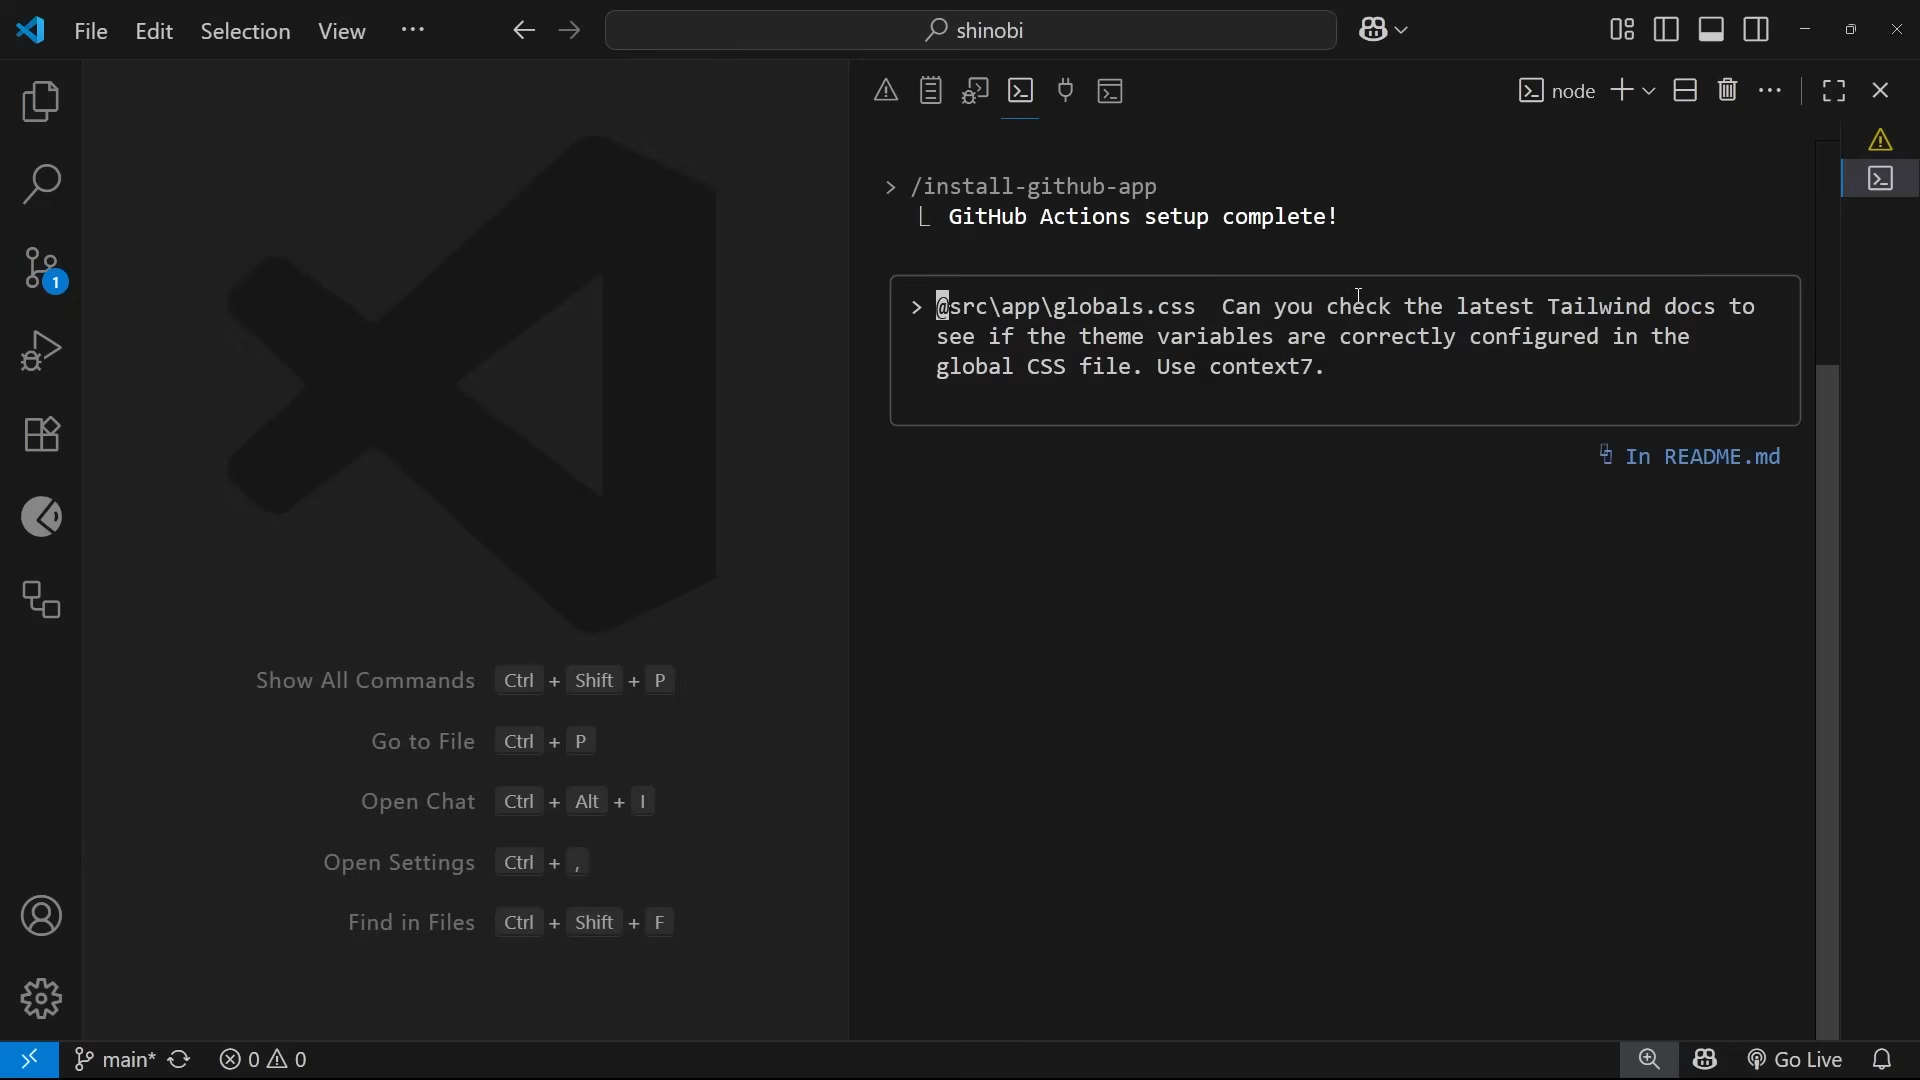 File Edit Selection View ...
shinobi
node
> /install-github-app
⎿ GitHub Actions setup complete!
> @src\app\globals.css Can you check the latest Tailwind docs to
see if the theme variables are correctly configured in the
global CSS file. Use context7.
In README.md
1
Show All Commands Ctrl + Shift + P
Go to File Ctrl + P
Open Chat Ctrl + Alt + I
Open Settings Ctrl + ,
Find in Files Ctrl + Shift + F
main* 0 0 Go Live